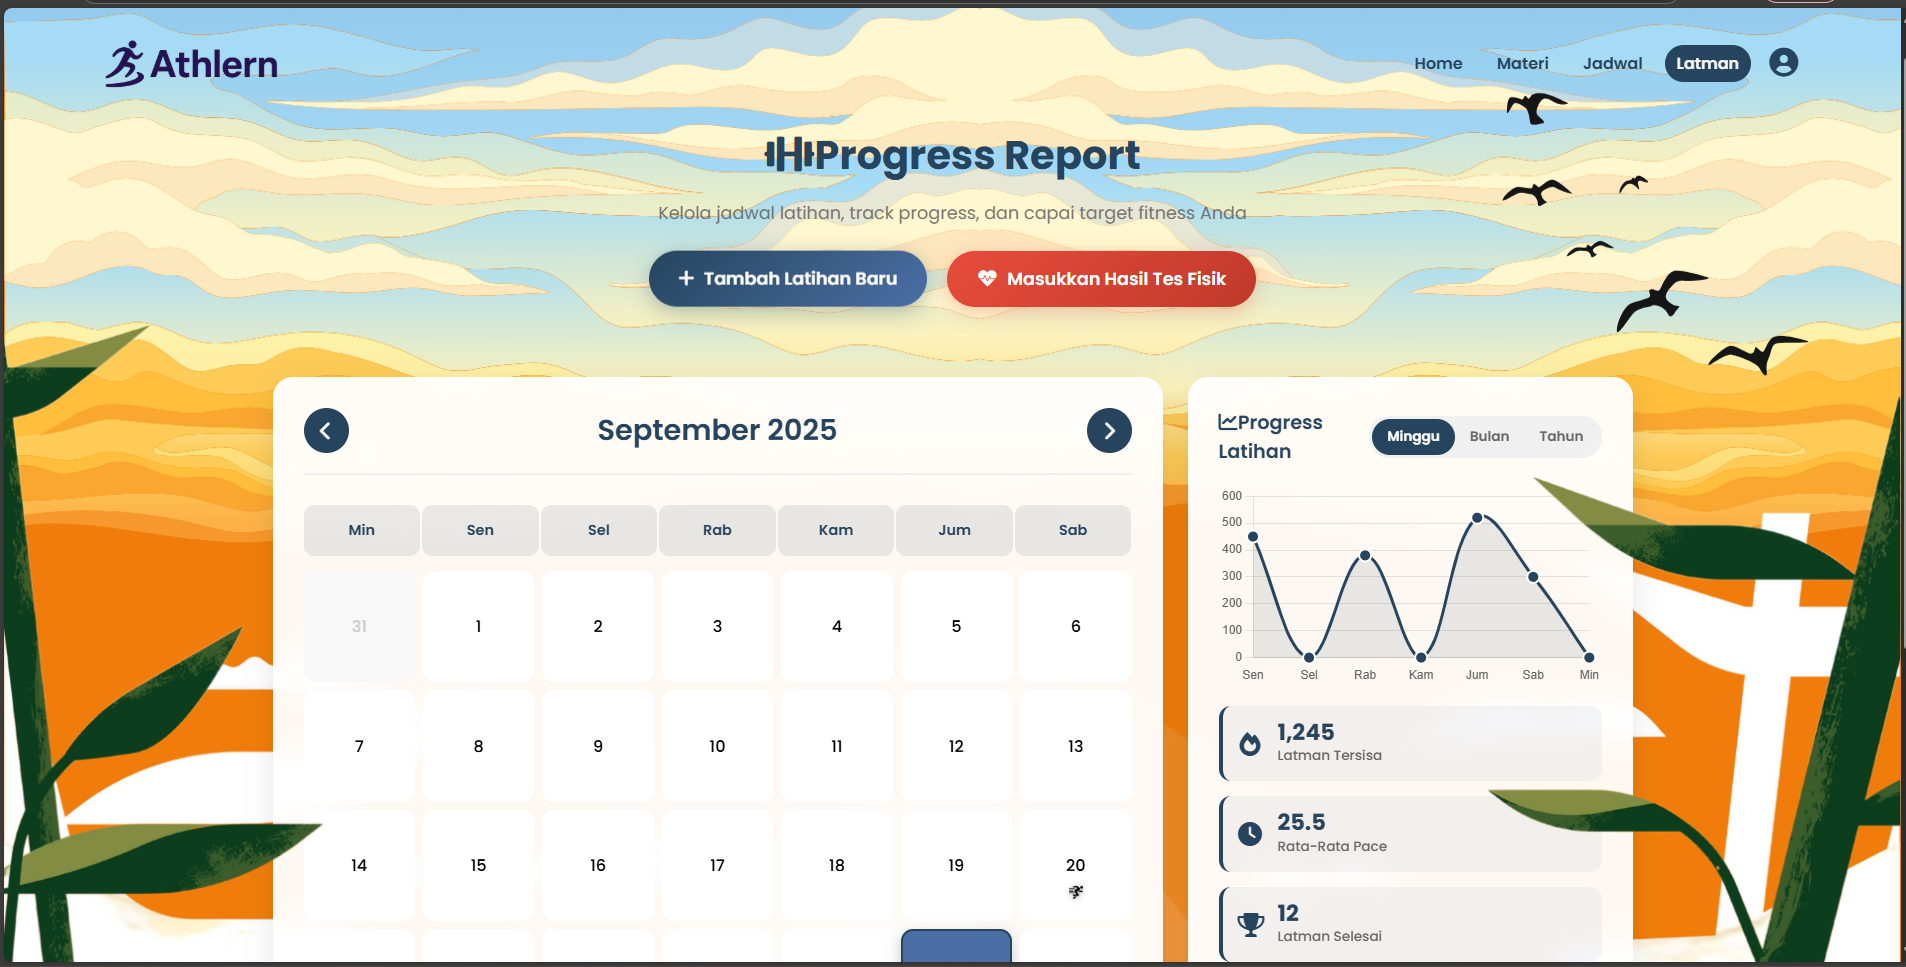 Athlern
Home Materi Jadwal Latman
Progress Report
Kelola jadwal latihan, track progress, dan capai target fitness Anda
Tambah Latihan Baru Masukkan Hasil Tes Fisik
September 2025
Min Sen Sel Rab Kam Jum Sab
31 1 2 3 4 5 6
7 8 9 10 11 12 13
14 15 16 17 18 19 20
Progress
Latihan
Minggu Bulan Tahun
600
500
400
300
200
100
0
Sen Sel Rab Kam Jum Sab Min
1,245
Latman Tersisa
25.5
Rata-Rata Pace
12
Latman Selesai